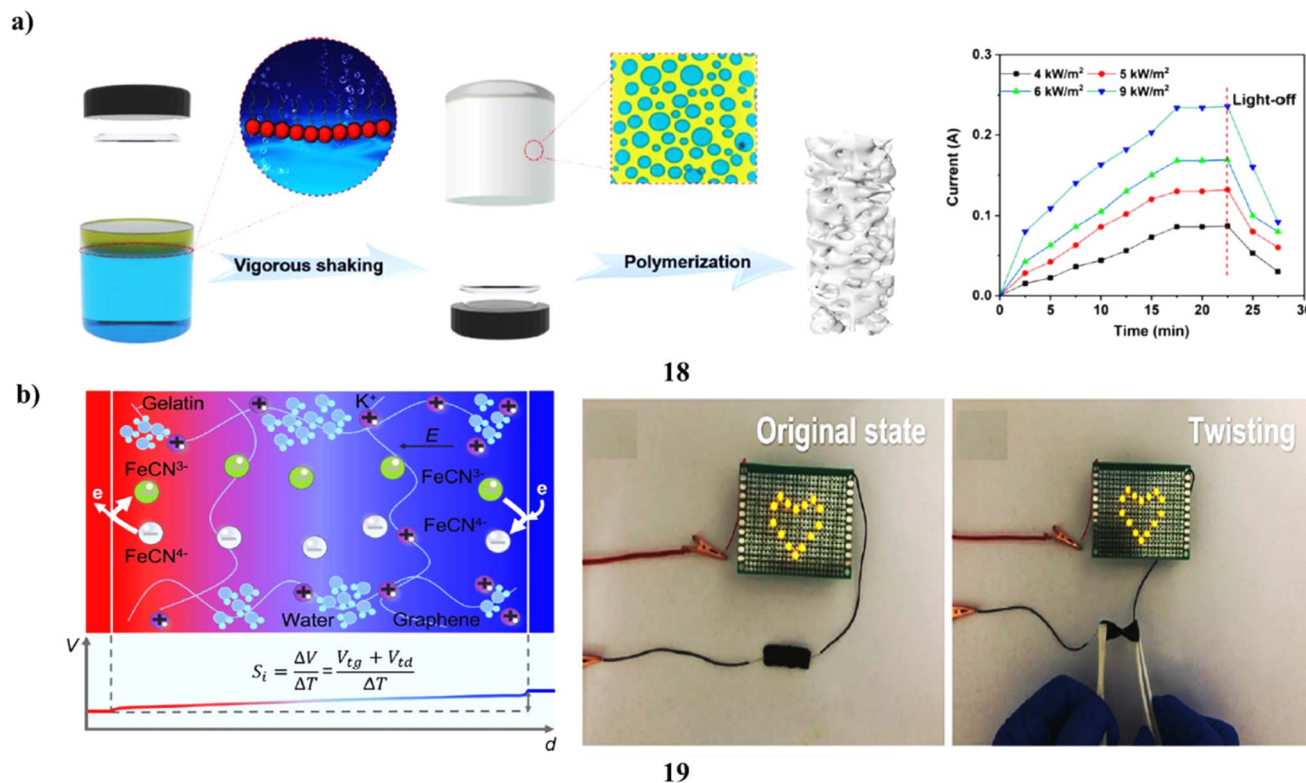 a)
Vigorous shaking
Polymerization
Current (A)
0.3
0.2
0.1
0.0
4 kW/m² 5 kW/m²
6 kW/m² 9 kW/m²
Light-off
0 5 10 15 20 25 30
Time (min)
18
b)
Gelatin
K⁺
E
FeCN³⁻
FeCN³⁻
e
e
FeCN⁴⁻
FeCN⁴⁻
Water
Graphene
V
S_i = ΔV/ΔT = (V_tg + V_td)/ΔT
d
Original state
Twisting
19